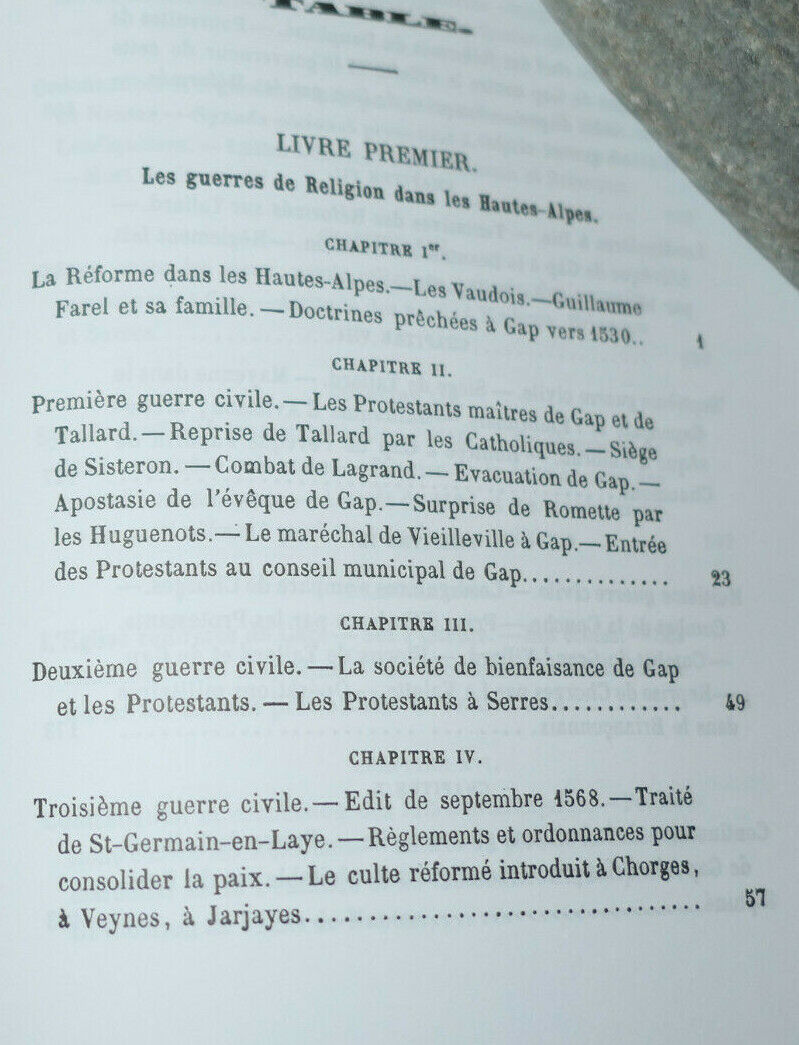 TABLE.
LIVRE PREMIER.
Les guerres de Religion dans les Hautes-Alpes.
CHAPITRE Ier.
La Réforme dans les Hautes-Alpes.—Les Vaudois.—Guillaume
Farel et sa famille.—Doctrines prêchées à Gap vers 1530.. 1
CHAPITRE II.
Première guerre civile.—Les Protestants maîtres de Gap et de
Tallard.—Reprise de Tallard par les Catholiques.—Siège
de Sisteron.—Combat de Lagrand.—Evacuation de Gap.—
Apostasie de l'évêque de Gap.—Surprise de Romette par
les Huguenots.—Le maréchal de Vieilleville à Gap.—Entrée
des Protestants au conseil municipal de Gap.............. 23
CHAPITRE III.
Deuxième guerre civile.—La société de bienfaisance de Gap
et les Protestants.—Les Protestants à Serres............ 49
CHAPITRE IV.
Troisième guerre civile.—Edit de septembre 1568.—Traité
de St-Germain-en-Laye.—Règlements et ordonnances pour
consolider la paix.—Le culte réformé introduit à Chorges,
à Veynes, à Jarjayes.................................. 57